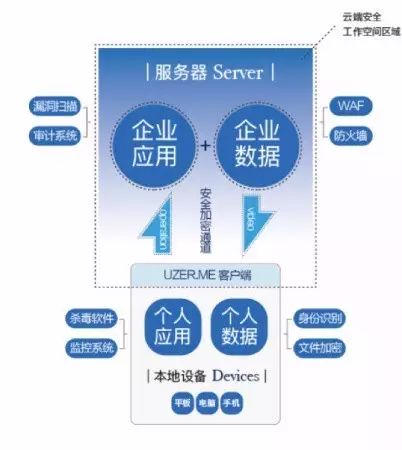 云端安全
工作空间区域
| 服务器 Server |
漏洞扫描
审计系统
企业
应用
+
企业
数据
WAF
防火墙
operation
安全加密通道
video
UZER.ME 客户端
杀毒软件
监控系统
个人
应用
个人
数据
身份识别
文件加密
| 本地设备 Devices |
平板 电脑 手机